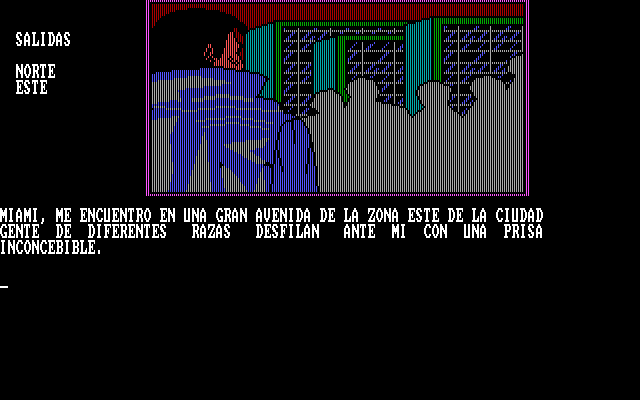 SALIDAS
NORTE
ESTE
MIAMI, ME ENCUENTRO EN UNA GRAN AVENIDA DE LA ZONA ESTE DE LA CIUDAD
GENTE DE DIFERENTES RAZAS DESFILAN ANTE MI CON UNA PRISA
INCONCEBIBLE.